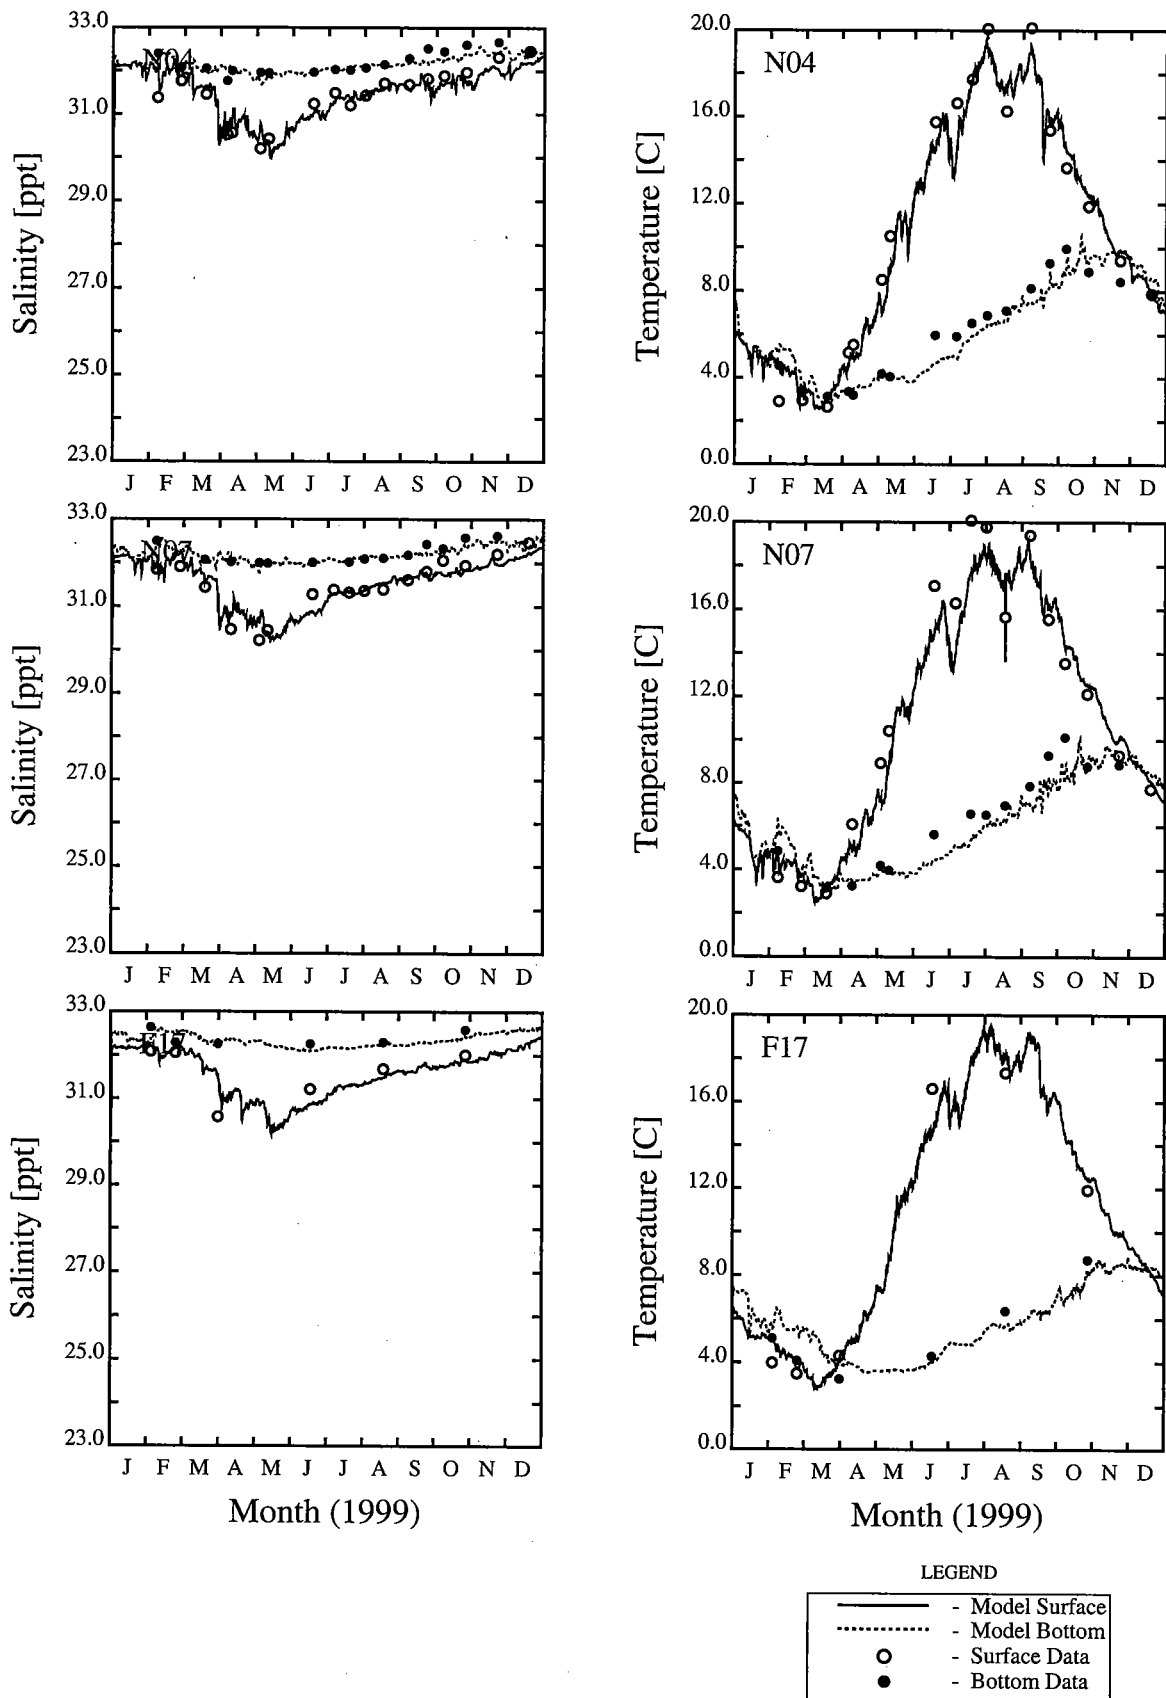 33.0
31.0
29.0
27.0
25.0
23.0
Salinity [ppt]
N04
J F M A M J J A S O N D
20.0
16.0
12.0
8.0
4.0
0.0
Temperature [C]
N04
J F M A M J J A S O N D
33.0
31.0
29.0
27.0
25.0
23.0
Salinity [ppt]
N07
J F M A M J J A S O N D
20.0
16.0
12.0
8.0
4.0
0.0
Temperature [C]
N07
J F M A M J J A S O N D
33.0
31.0
29.0
27.0
25.0
23.0
Salinity [ppt]
F17
J F M A M J J A S O N D
Month (1999)
20.0
16.0
12.0
8.0
4.0
0.0
Temperature [C]
F17
J F M A M J J A S O N D
Month (1999)
LEGEND
- Model Surface
- Model Bottom
- Surface Data
- Bottom Data